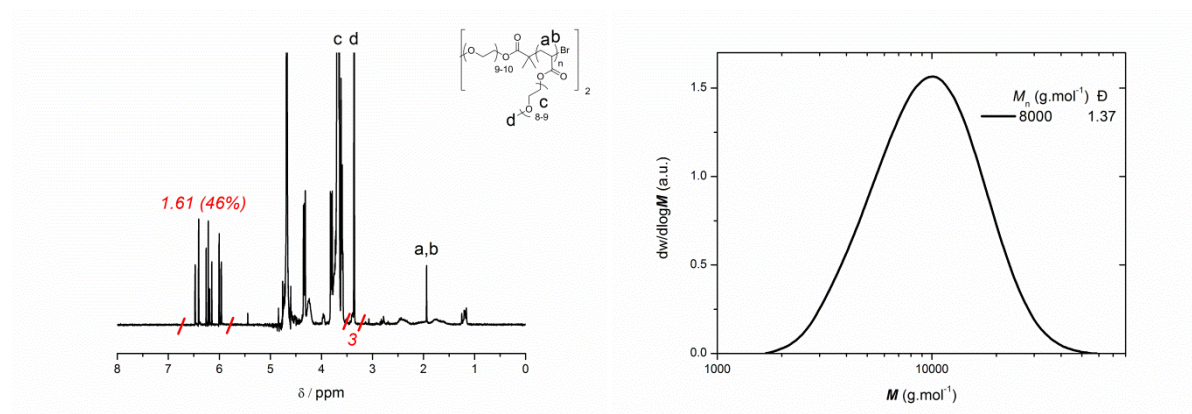 c d
ab
O
O
O
Br
9-10
n
O
O
2
c
O
d
8-9
1.61 (46%)
a,b
3
8 7 6 5 4 3 2 1 0
δ / ppm
1.5
1.0
0.5
0.0
dw/dlogM (a.u.)
Mn (g.mol-1) Đ
8000 1.37
1000 10000
M (g.mol-1)